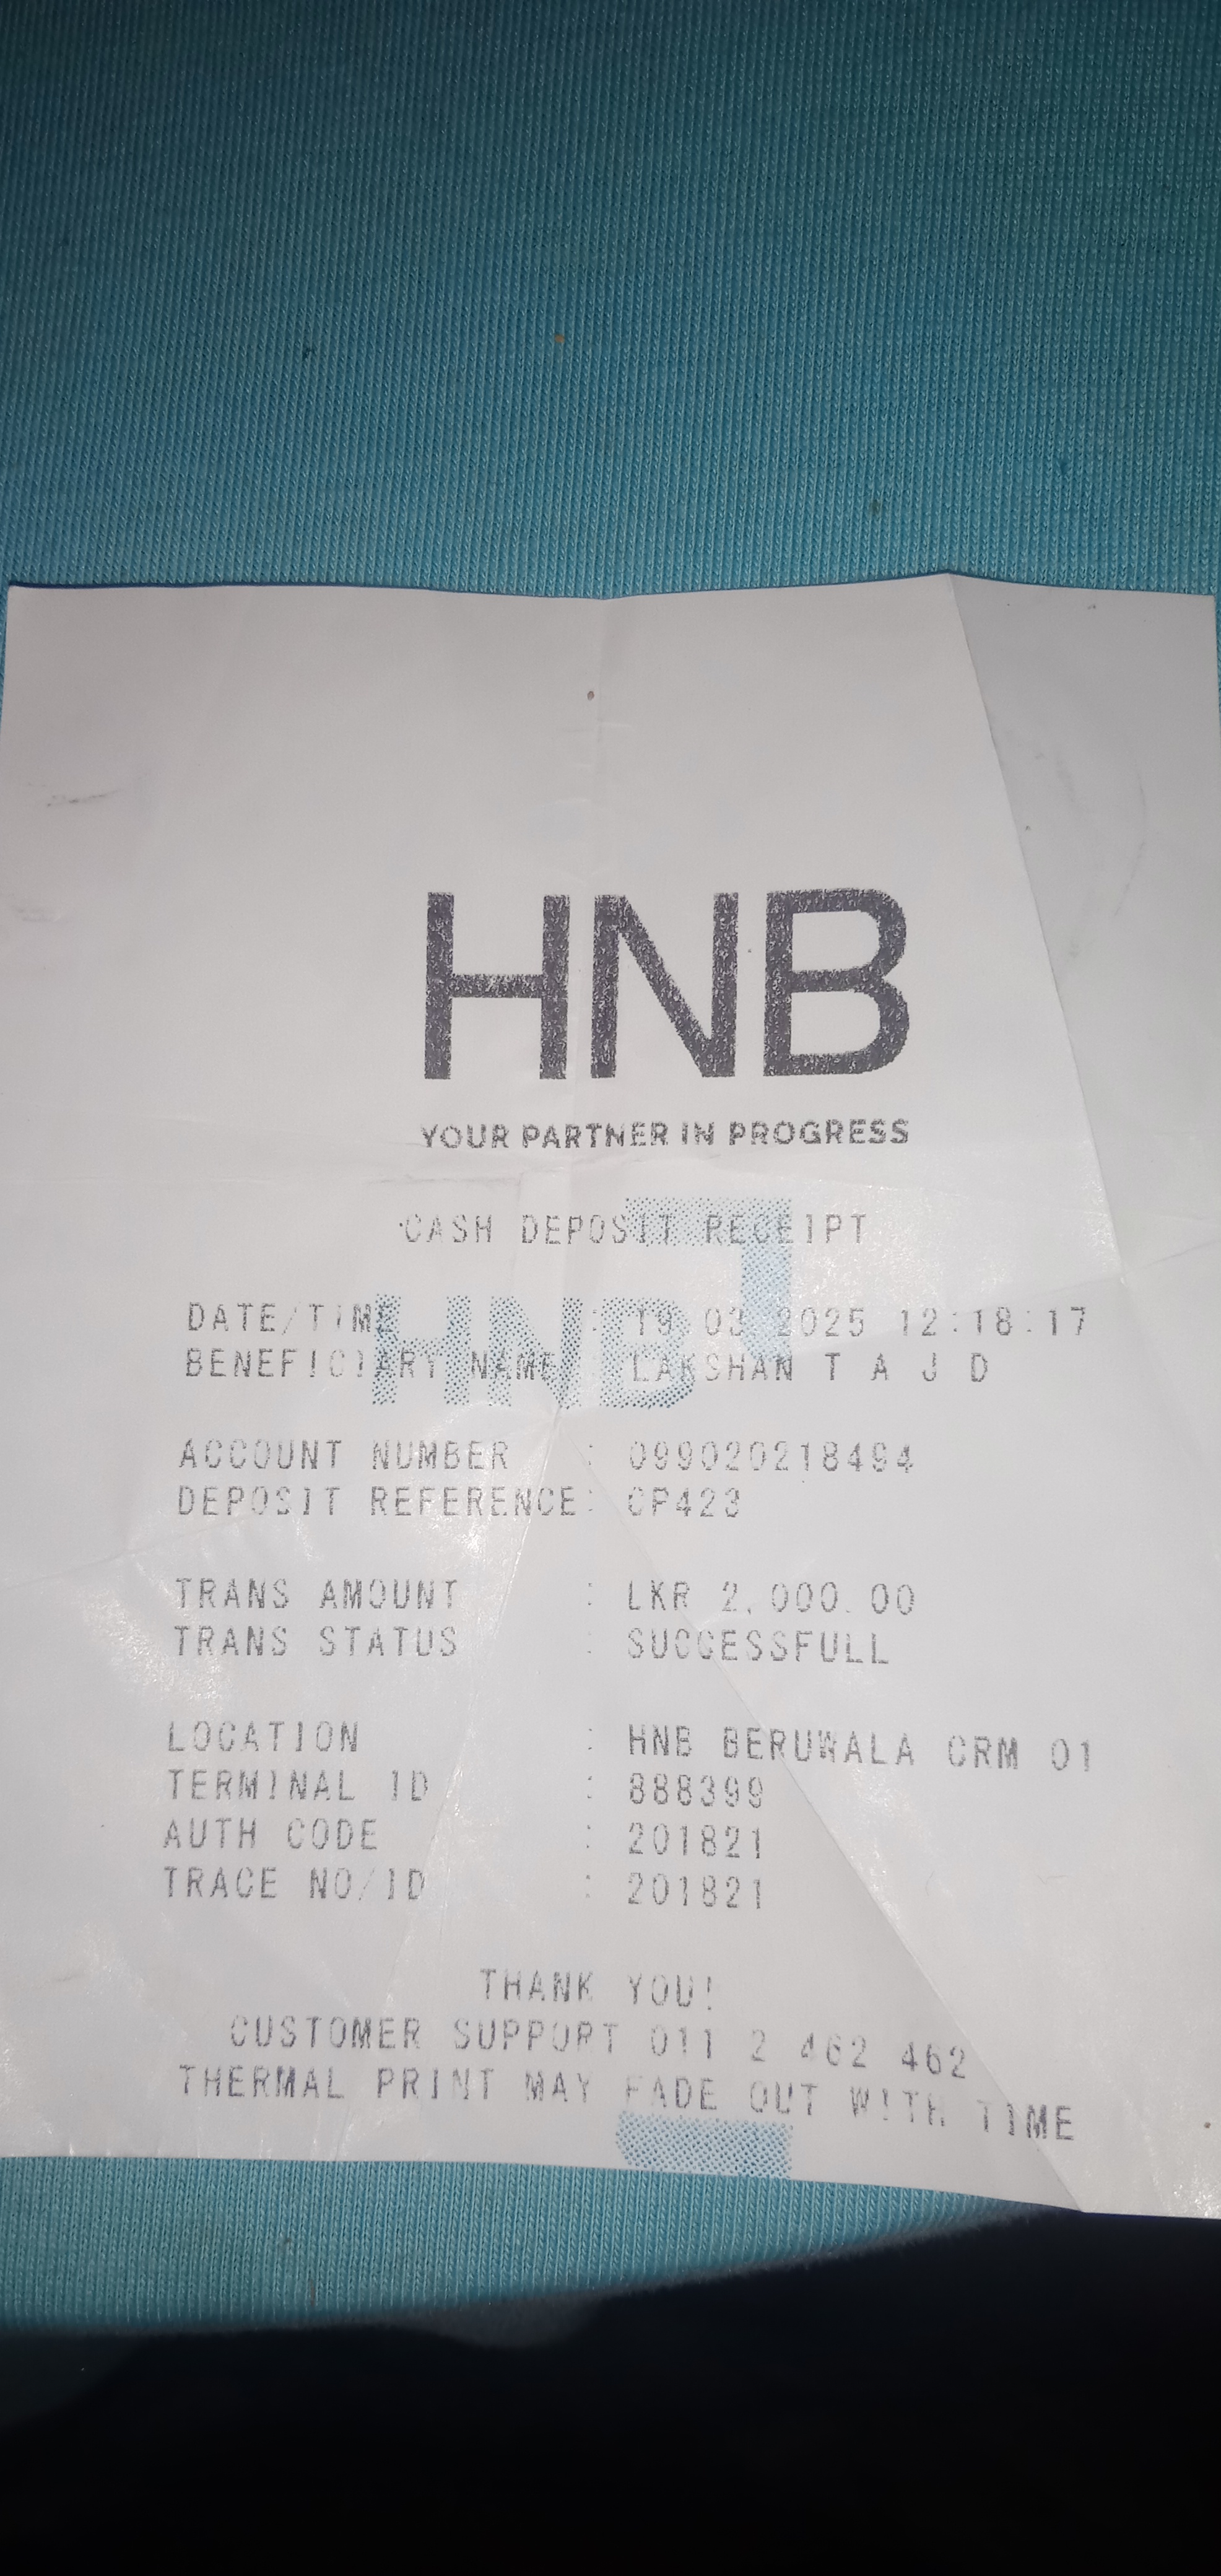 HNB
YOUR PARTNER IN PROGRESS
CASH DEPOSIT RECEIPT
DATE/TIME : 19 03 2025 12:18:17
BENEFICIARY NAME LAKSHAN T A J D
HNB
ACCOUNT NUMBER : 099020218494
DEPOSIT REFERENCE: CP423
TRANS AMOUNT : LKR 2,000.00
TRANS STATUS : SUCCESSFULL
LOCATION : HNB BERUWALA CRM 01
TERMINAL ID : 888399
AUTH CODE : 201821
TRACE NO/ID : 201821
THANK YOU!
CUSTOMER SUPPORT 011 2 462 462
THERMAL PRINT MAY FADE OUT WITH TIME